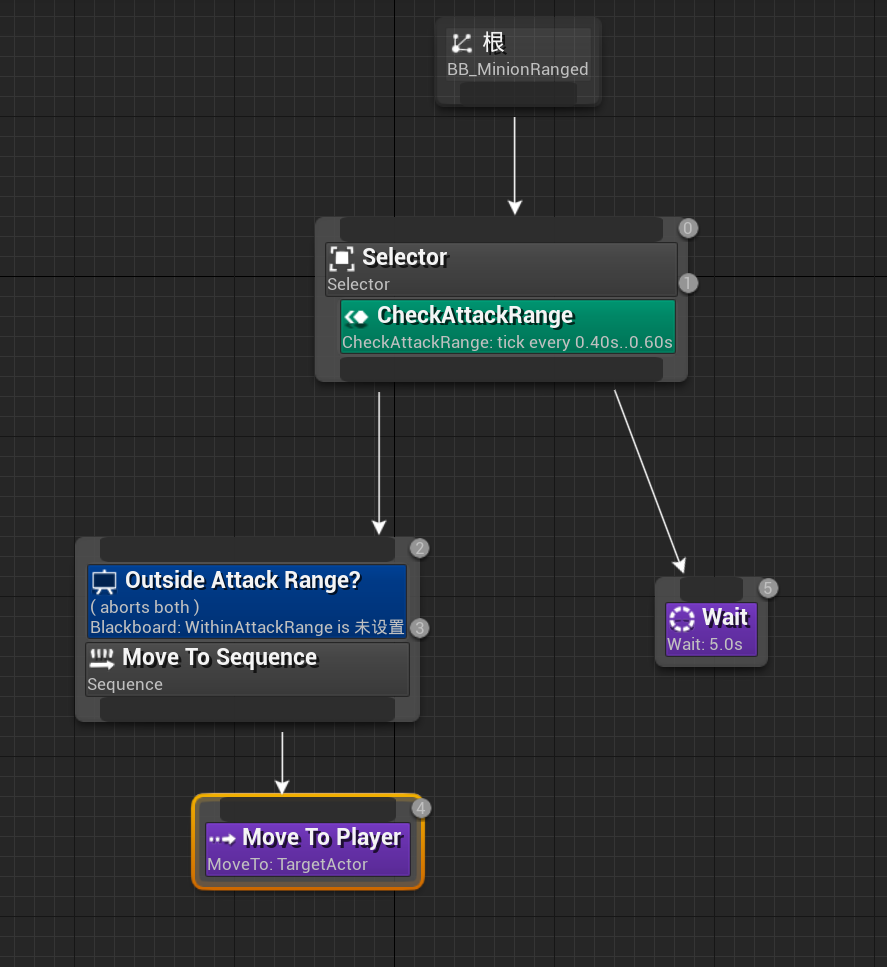 根
BB_MinionRanged
0
Selector
Selector
1
CheckAttackRange
CheckAttackRange: tick every 0.40s..0.60s
2
Outside Attack Range?
( aborts both )
Blackboard: WithinAttackRange is 未设置
3
Move To Sequence
Sequence
5
Wait
Wait: 5.0s
4
Move To Player
MoveTo: TargetActor